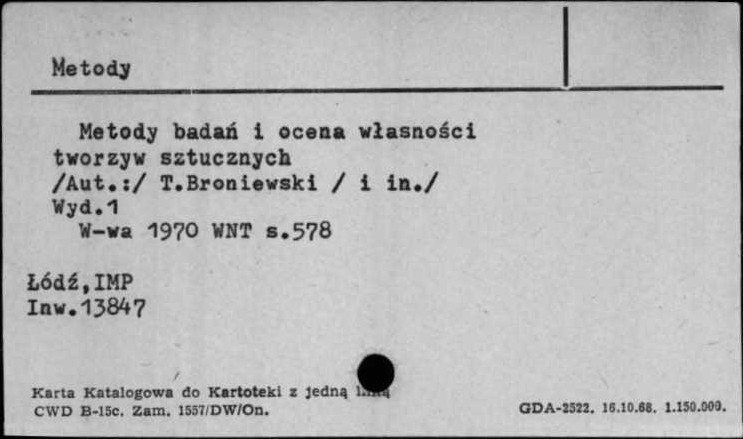 Metody
Metody badań i ocena własności
tworzyw sztucznych
/Aut.:/ T.Broniewski / i in./
Wyd.1
W-wa 1970 WNT s.578
Łódź,IMP
Inw.13847
Karta Katalogowa do Kartoteki z jedną
CWD B-15c. Zam. 1557/DW/On.
GDA-2522. 16.10.68. 1.150.000.